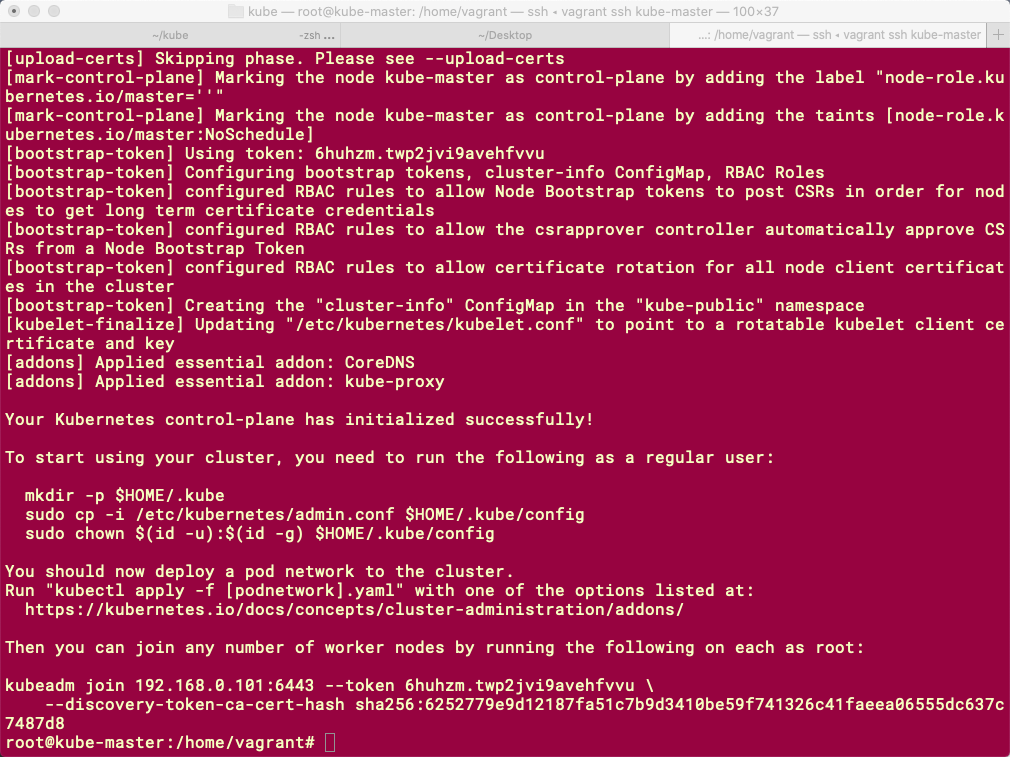 kube — root@kube-master: /home/vagrant — ssh ◂ vagrant ssh kube-master — 100×37
~/kube -zsh ... ~/Desktop ...: /home/vagrant — ssh ◂ vagrant ssh kube-master +
[upload-certs] Skipping phase. Please see --upload-certs
[mark-control-plane] Marking the node kube-master as control-plane by adding the label "node-role.ku
bernetes.io/master=''"
[mark-control-plane] Marking the node kube-master as control-plane by adding the taints [node-role.k
ubernetes.io/master:NoSchedule]
[bootstrap-token] Using token: 6huhzm.twp2jvi9avehfvvu
[bootstrap-token] Configuring bootstrap tokens, cluster-info ConfigMap, RBAC Roles
[bootstrap-token] configured RBAC rules to allow Node Bootstrap tokens to post CSRs in order for nod
es to get long term certificate credentials
[bootstrap-token] configured RBAC rules to allow the csrapprover controller automatically approve CS
Rs from a Node Bootstrap Token
[bootstrap-token] configured RBAC rules to allow certificate rotation for all node client certificat
es in the cluster
[bootstrap-token] Creating the "cluster-info" ConfigMap in the "kube-public" namespace
[kubelet-finalize] Updating "/etc/kubernetes/kubelet.conf" to point to a rotatable kubelet client ce
rtificate and key
[addons] Applied essential addon: CoreDNS
[addons] Applied essential addon: kube-proxy
Your Kubernetes control-plane has initialized successfully!
To start using your cluster, you need to run the following as a regular user:
mkdir -p $HOME/.kube
sudo cp -i /etc/kubernetes/admin.conf $HOME/.kube/config
sudo chown $(id -u):$(id -g) $HOME/.kube/config
You should now deploy a pod network to the cluster.
Run "kubectl apply -f [podnetwork].yaml" with one of the options listed at:
https://kubernetes.io/docs/concepts/cluster-administration/addons/
Then you can join any number of worker nodes by running the following on each as root:
kubeadm join 192.168.0.101:6443 --token 6huhzm.twp2jvi9avehfvvu \
--discovery-token-ca-cert-hash sha256:6252779e9d12187fa51c7b9d3410be59f741326c41faeea06555dc637c
7487d8
root@kube-master:/home/vagrant#